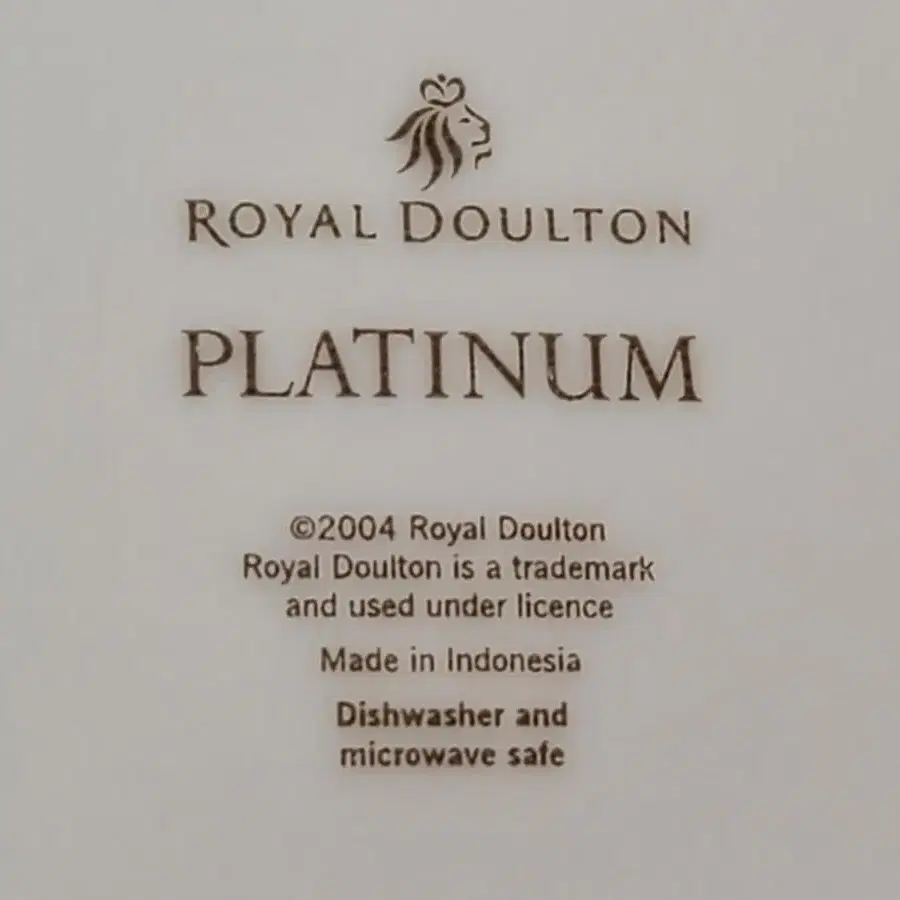 ROYAL DOULTON
PLATINUM
©2004 Royal Doulton
Royal Doulton is a trademark
and used under licence
Made in Indonesia
Dishwasher and
microwave safe